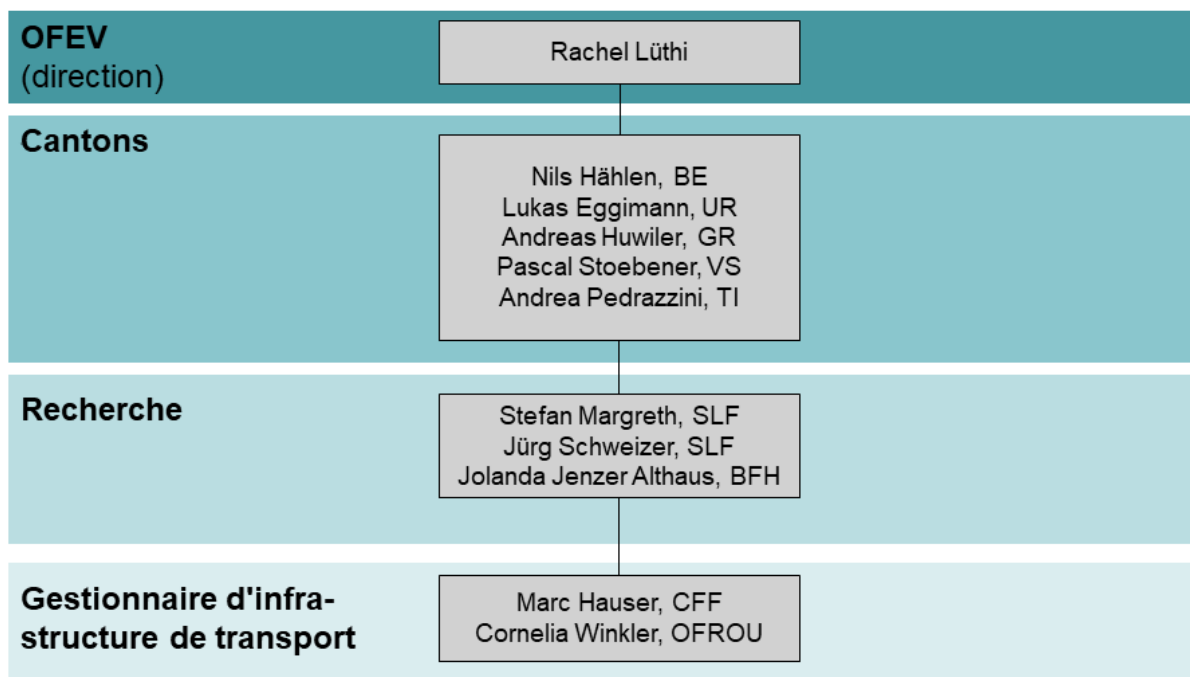 OFEV
(direction)
Rachel Lüthi
Cantons
Nils Hählen, BE
Lukas Eggimann, UR
Andreas Huwiler, GR
Pascal Stoebener, VS
Andrea Pedrazzini, TI
Recherche
Stefan Margreth, SLF
Jürg Schweizer, SLF
Jolanda Jenzer Althaus, BFH
Gestionnaire d'infra-
structure de transport
Marc Hauser, CFF
Cornelia Winkler, OFROU